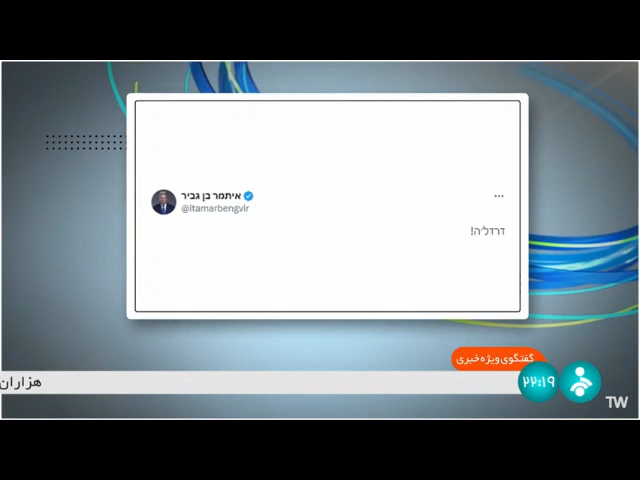 איתמר בן גביר
@itamarbengvir
דרדל'ה!
گفتگوی ویژه خبری
۲۲:۱۹
هزاران
TW